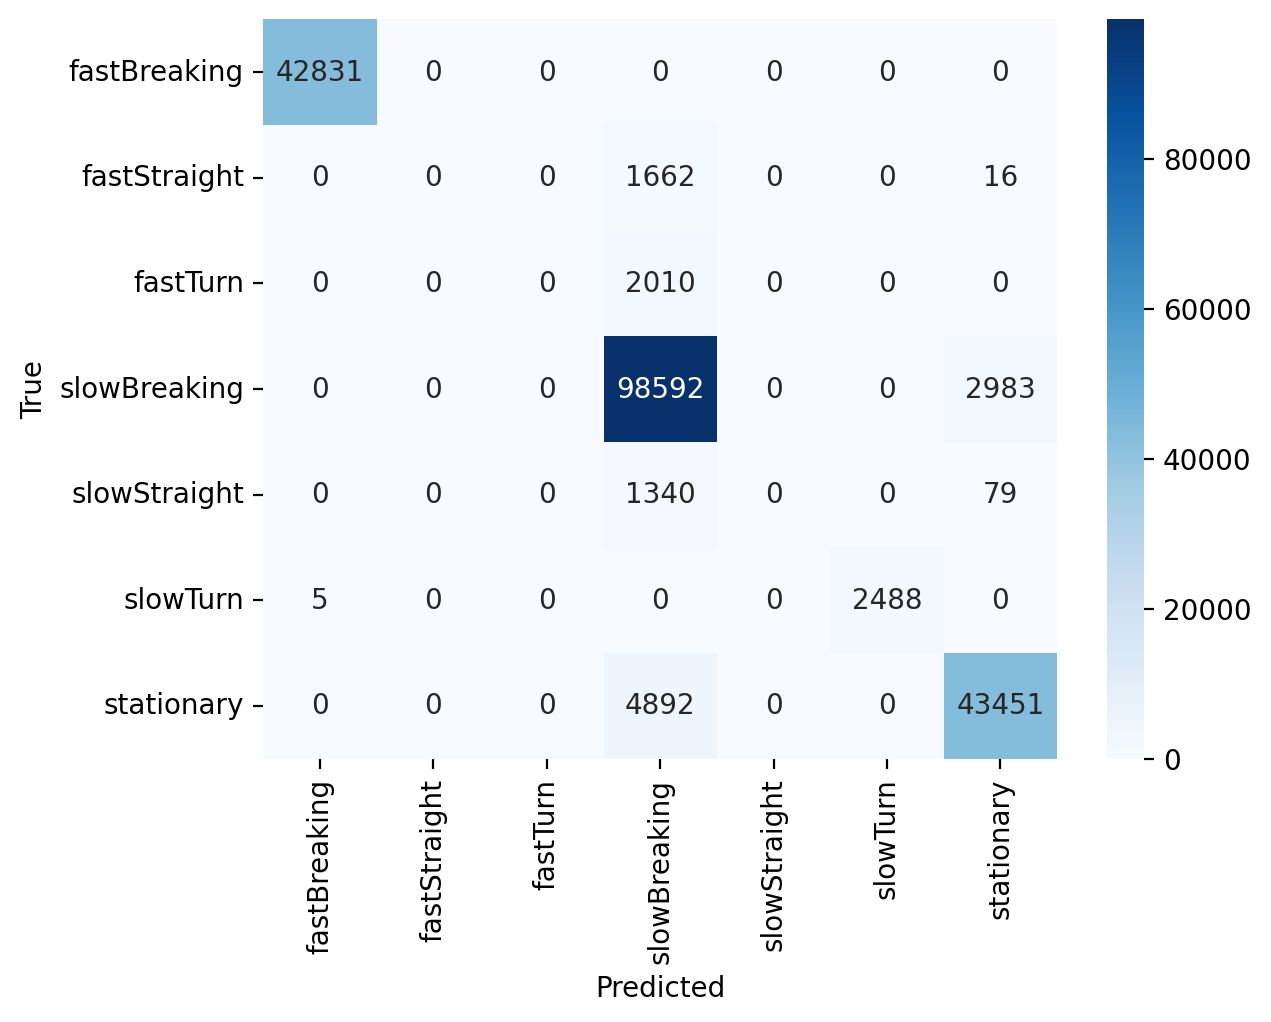 fastBreaking 42831 0 0 0 0 0 0
fastStraight 0 0 0 1662 0 0 16
fastTurn 0 0 0 2010 0 0 0
slowBreaking 0 0 0 98592 0 0 2983
slowStraight 0 0 0 1340 0 0 79
slowTurn 5 0 0 0 0 2488 0
stationary 0 0 0 4892 0 0 43451
True
fastBreaking
fastStraight
fastTurn
slowBreaking
slowStraight
slowTurn
stationary
Predicted
80000
60000
40000
20000
0